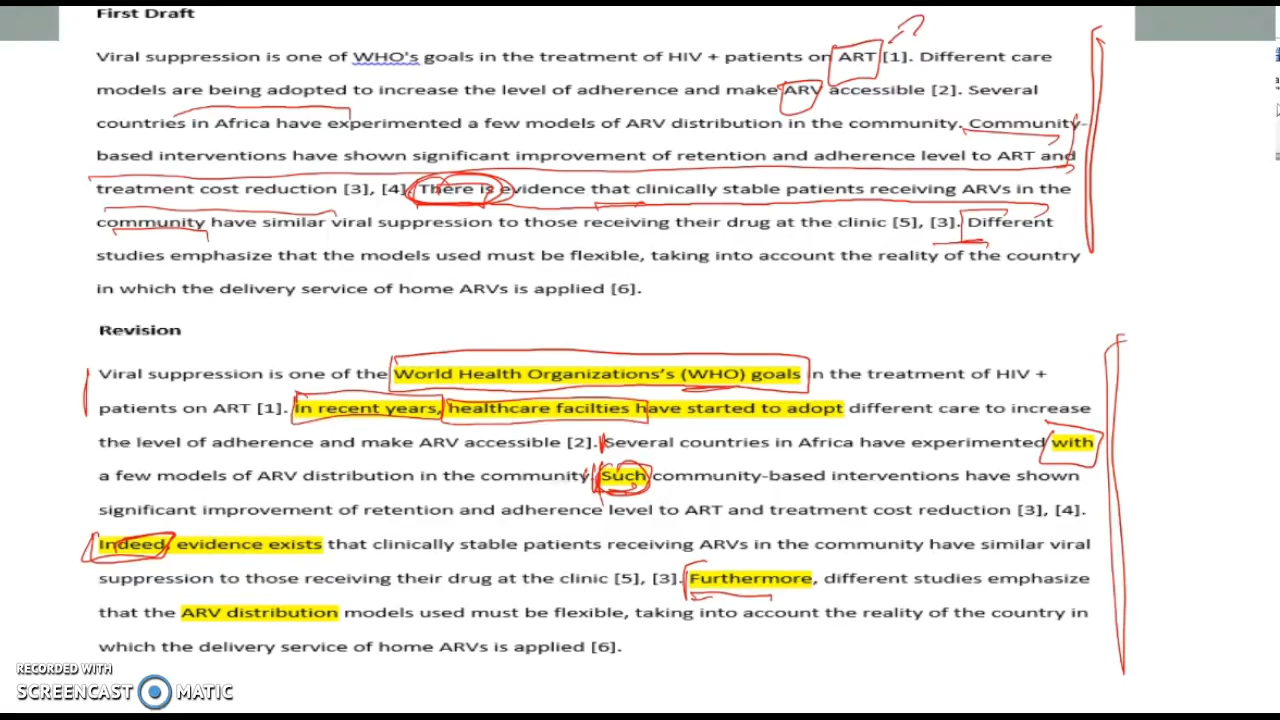 First Draft
Viral suppression is one of WHO's goals in the treatment of HIV + patients on ART [1]. Different care
models are being adopted to increase the level of adherence and make ARV accessible [2]. Several
countries in Africa have experimented a few models of ARV distribution in the community. Community-
based interventions have shown significant improvement of retention and adherence level to ART and
treatment cost reduction [3], [4]. There is evidence that clinically stable patients receiving ARVs in the
community have similar viral suppression to those receiving their drug at the clinic [5], [3]. Different
studies emphasize that the models used must be flexible, taking into account the reality of the country
in which the delivery service of home ARVs is applied [6].
Revision
Viral suppression is one of the World Health Organizations's (WHO) goals in the treatment of HIV +
patients on ART [1]. In recent years, healthcare facilties have started to adopt different care to increase
the level of adherence and make ARV accessible [2]. Several countries in Africa have experimented with
a few models of ARV distribution in the community. Such community-based interventions have shown
significant improvement of retention and adherence level to ART and treatment cost reduction [3], [4].
Indeed, evidence exists that clinically stable patients receiving ARVs in the community have similar viral
suppression to those receiving their drug at the clinic [5], [3]. Furthermore, different studies emphasize
that the ARV distribution models used must be flexible, taking into account the reality of the country in
which the delivery service of home ARVs is applied [6].
RECORDED WITH
SCREENCAST MATIC